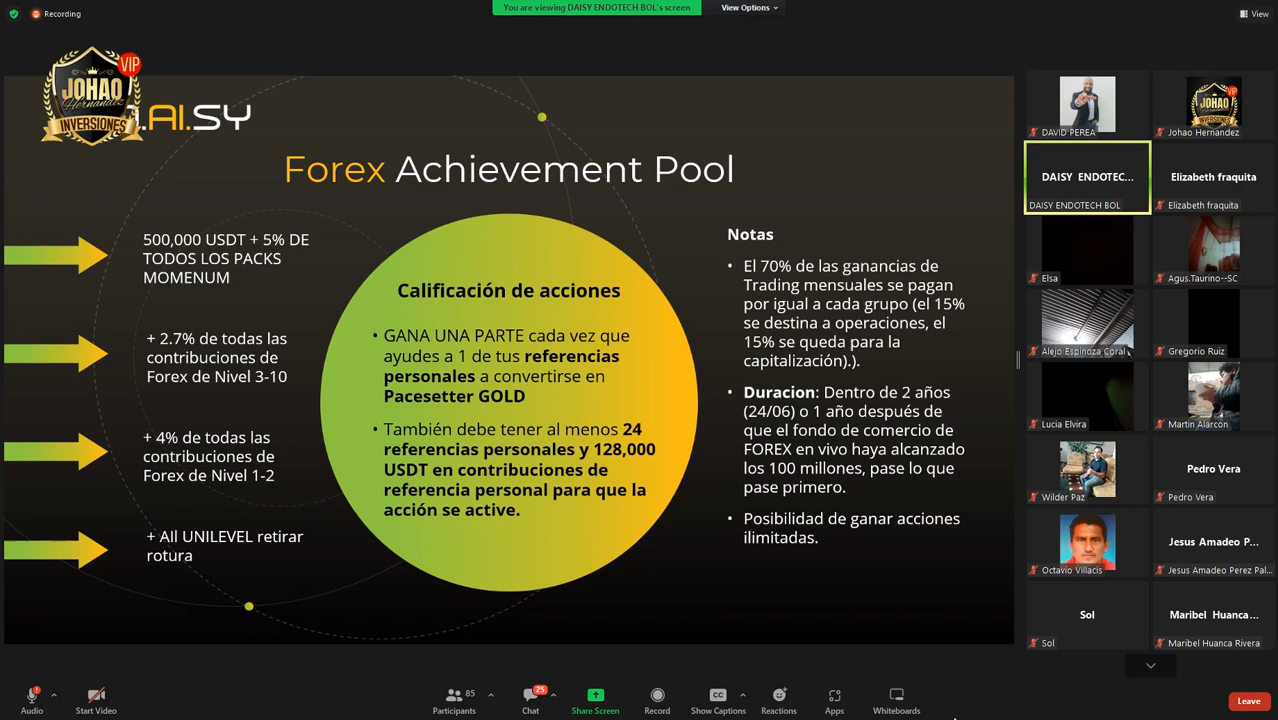 Recording
You are viewing DAISY ENDOTECH BOL's screen
View Options
View
VIP
JOHAO
Hernandez
INVERSIONES
.AI.SY
Forex Achievement Pool
500,000 USDT + 5% DE
TODOS LOS PACKS
MOMENUM
+ 2.7% de todas las
contribuciones de
Forex de Nivel 3-10
+ 4% de todas las
contribuciones de
Forex de Nivel 1-2
+ All UNILEVEL retirar
rotura
Calificación de acciones
• GANA UNA PARTE cada vez que
ayudes a 1 de tus referencias
personales a convertirse en
Pacesetter GOLD
• También debe tener al menos 24
referencias personales y 128,000
USDT en contribuciones de
referencia personal para que la
acción se active.
Notas
• El 70% de las ganancias de
Trading mensuales se pagan
por igual a cada grupo (el 15%
se destina a operaciones, el
15% se queda para la
capitalización).).
• Duracion: Dentro de 2 años
(24/06) o 1 año después de
que el fondo de comercio de
FOREX en vivo haya alcanzado
los 100 millones, pase lo que
pase primero.
• Posibilidad de ganar acciones
ilimitadas.
DAVID PEREA
JOHAO
VIP
INVERSIONES
Johao Hernandez
DAISY ENDOTEC...
DAISY ENDOTECH BOL
Elizabeth fraquita
Elizabeth fraquita
Elsa
Agus.Taurino--SC
Alejo Espinoza Coral
Gregorio Ruiz
Lucia Elvira
Martin Alarcon
Wilder Paz
Pedro Vera
Pedro Vera
Octavio Villacis
Jesus Amadeo P...
Jesus Amadeo Perez Pal...
Sol
Sol
Maribel Huanca...
Maribel Huanca Rivera
Audio
Start Video
85
Participants
25
Chat
Share Screen
Record
CC
Show Captions
Reactions
Apps
Whiteboards
Leave